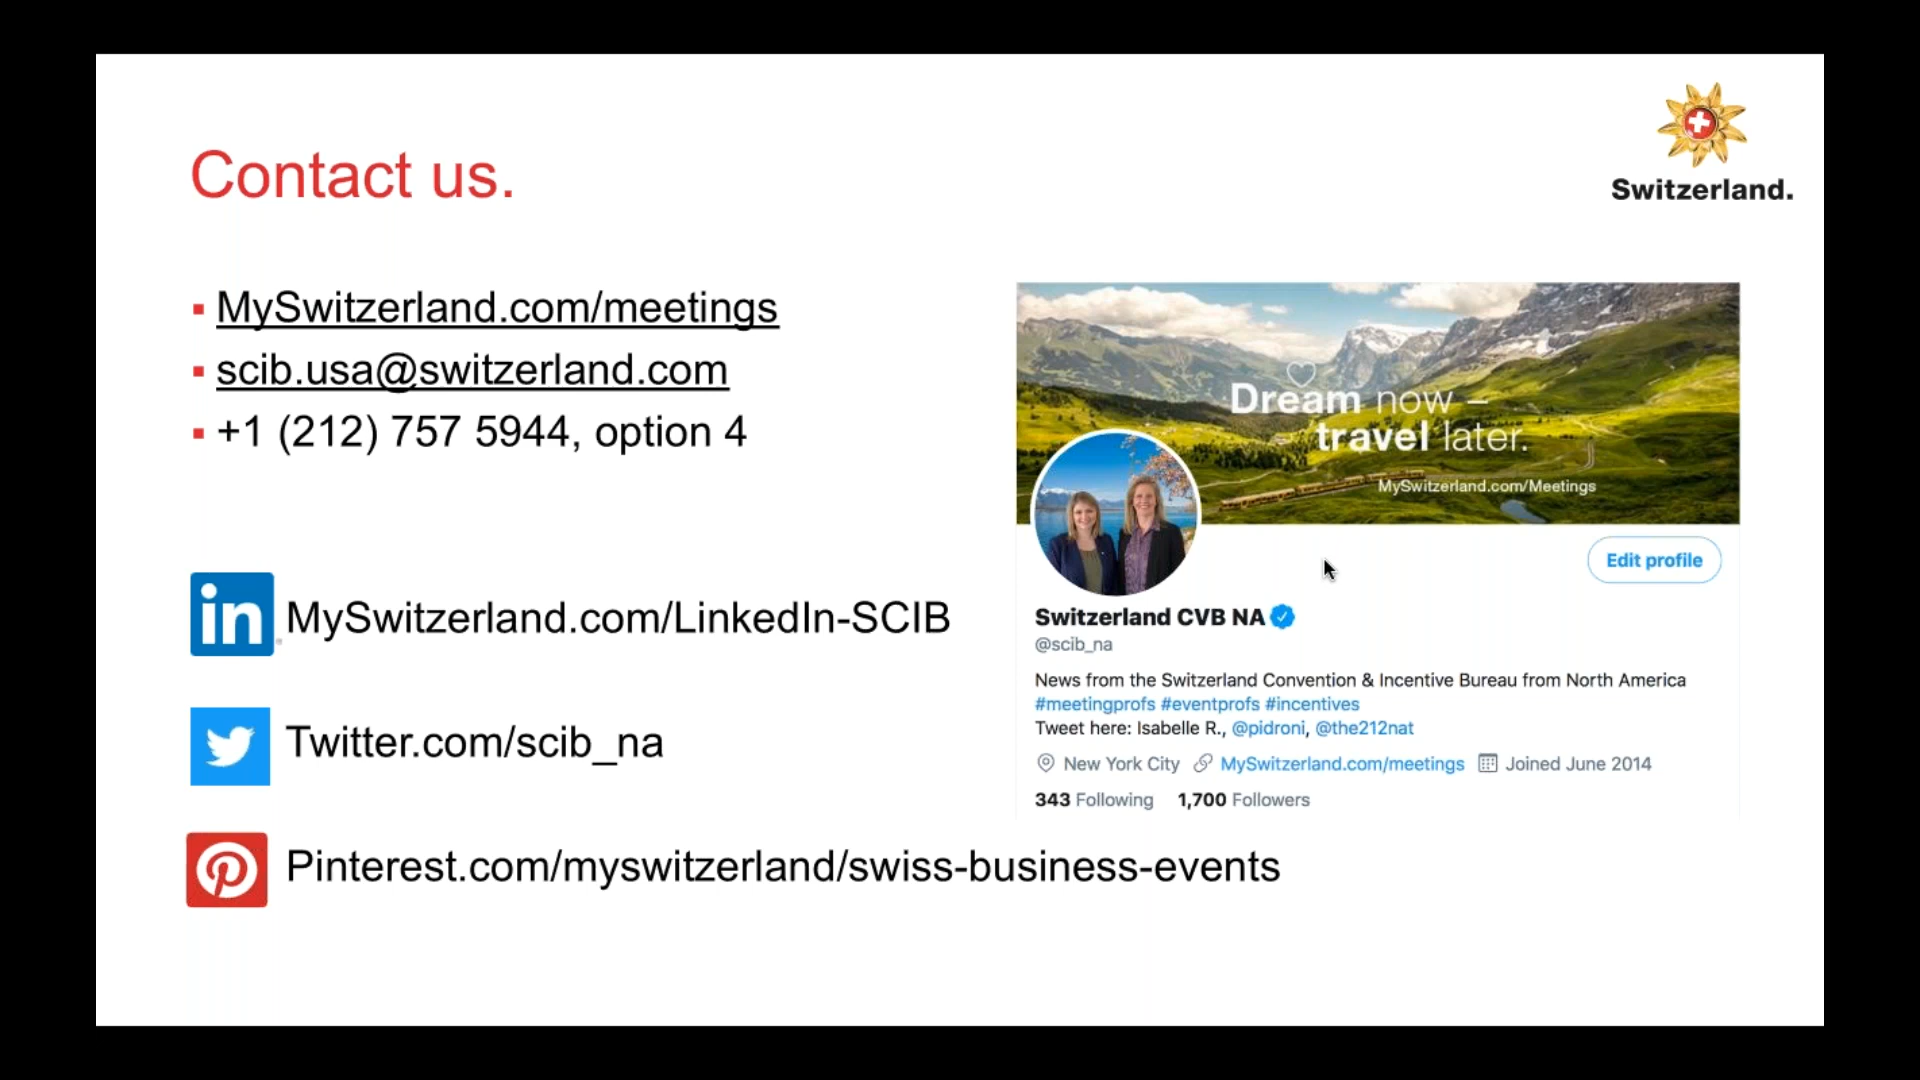 Switzerland.
Contact us.
MySwitzerland.com/meetings
scib.usa@switzerland.com
+1 (212) 757 5944, option 4
in MySwitzerland.com/LinkedIn-SCIB
Twitter.com/scib_na
Pinterest.com/myswitzerland/swiss-business-events
Dream now –
travel later.
MySwitzerland.com/Meetings
Edit profile
Switzerland CVB NA
@scib_na
News from the Switzerland Convention & Incentive Bureau from North America
#meetingprofs #eventprofs #incentives
Tweet here: Isabelle R., @pidroni, @the212nat
New York City MySwitzerland.com/meetings Joined June 2014
343 Following 1,700 Followers